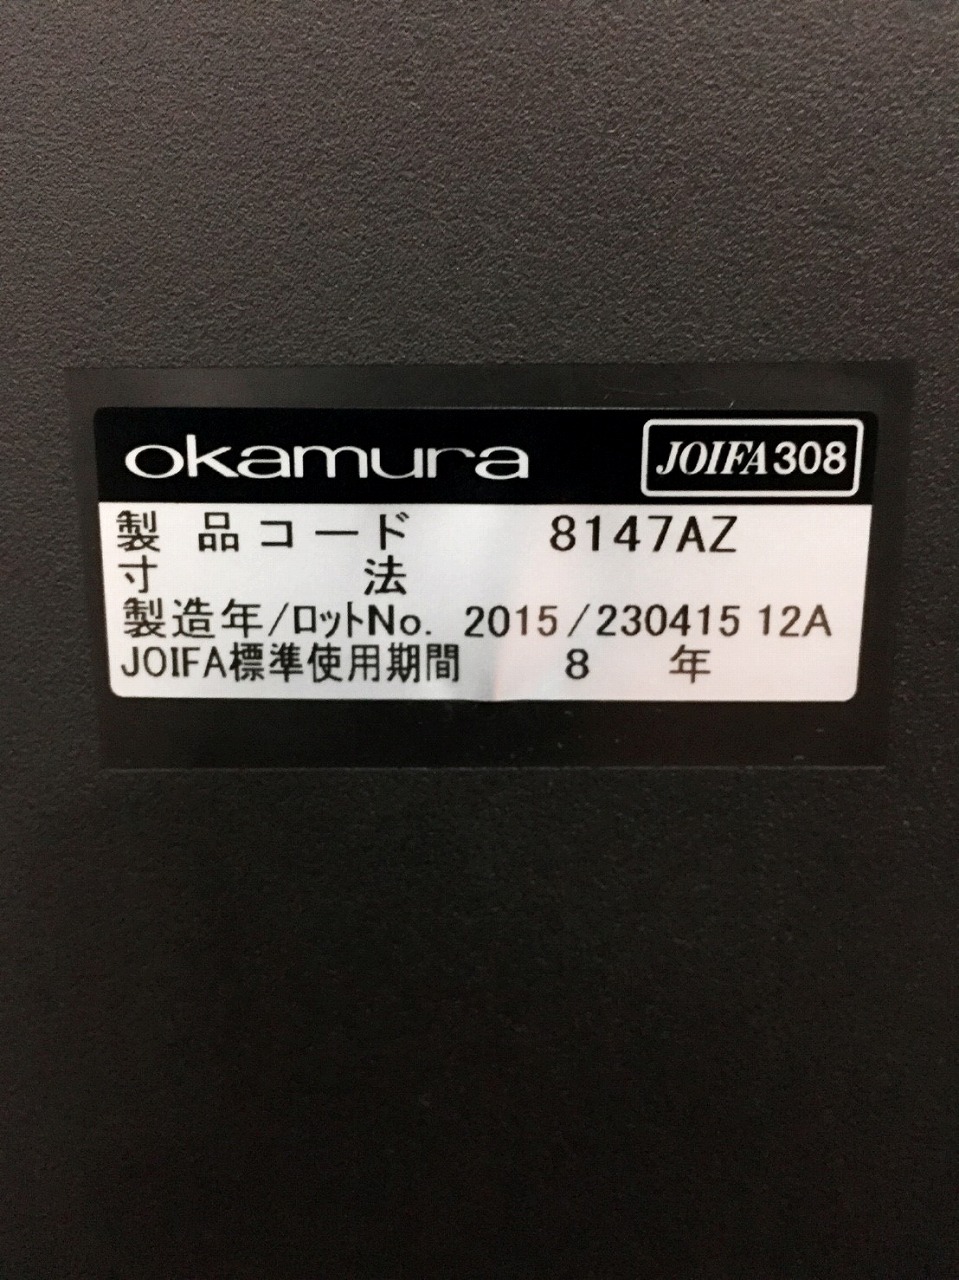 okamura JOIFA308
製品コード 8147AZ
寸法
製造年/ロットNo. 2015/230415 12A
JOIFA標準使用期間 8 年